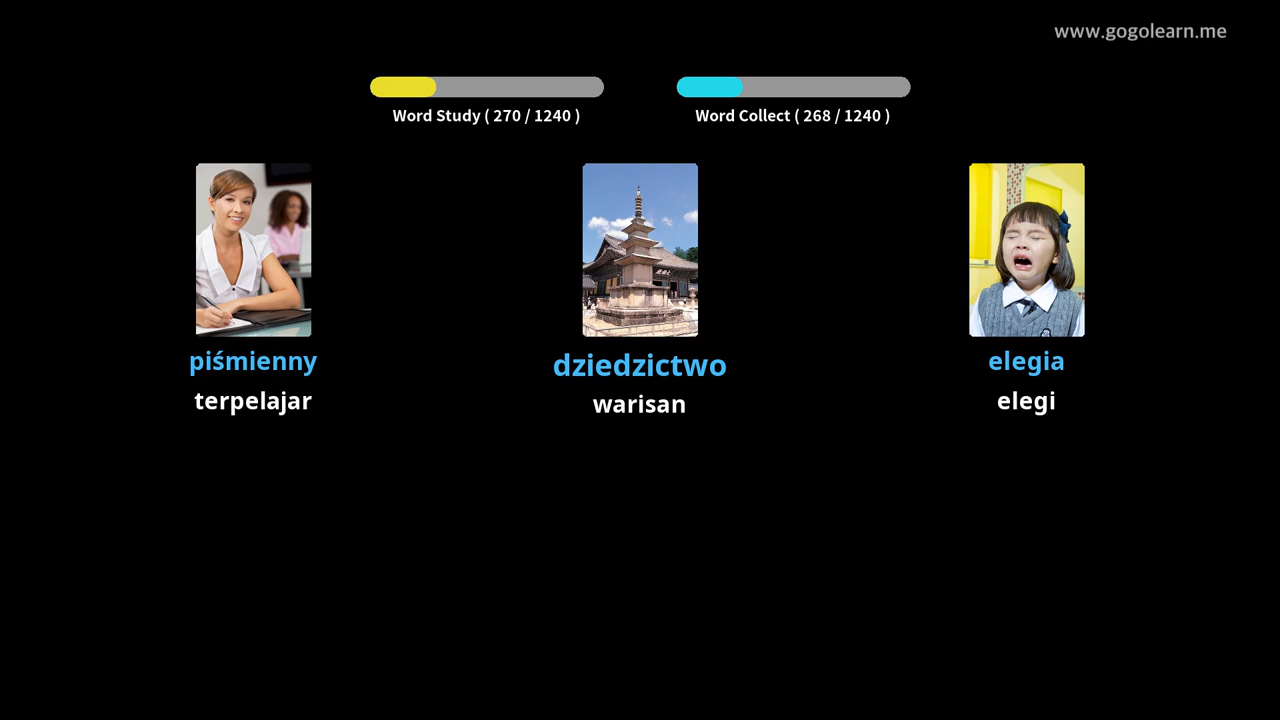 www.gogolearn.me
Word Study ( 270 / 1240 )
Word Collect ( 268 / 1240 )
piśmienny
dziedzictwo
elegia
terpelajar
warisan
elegi